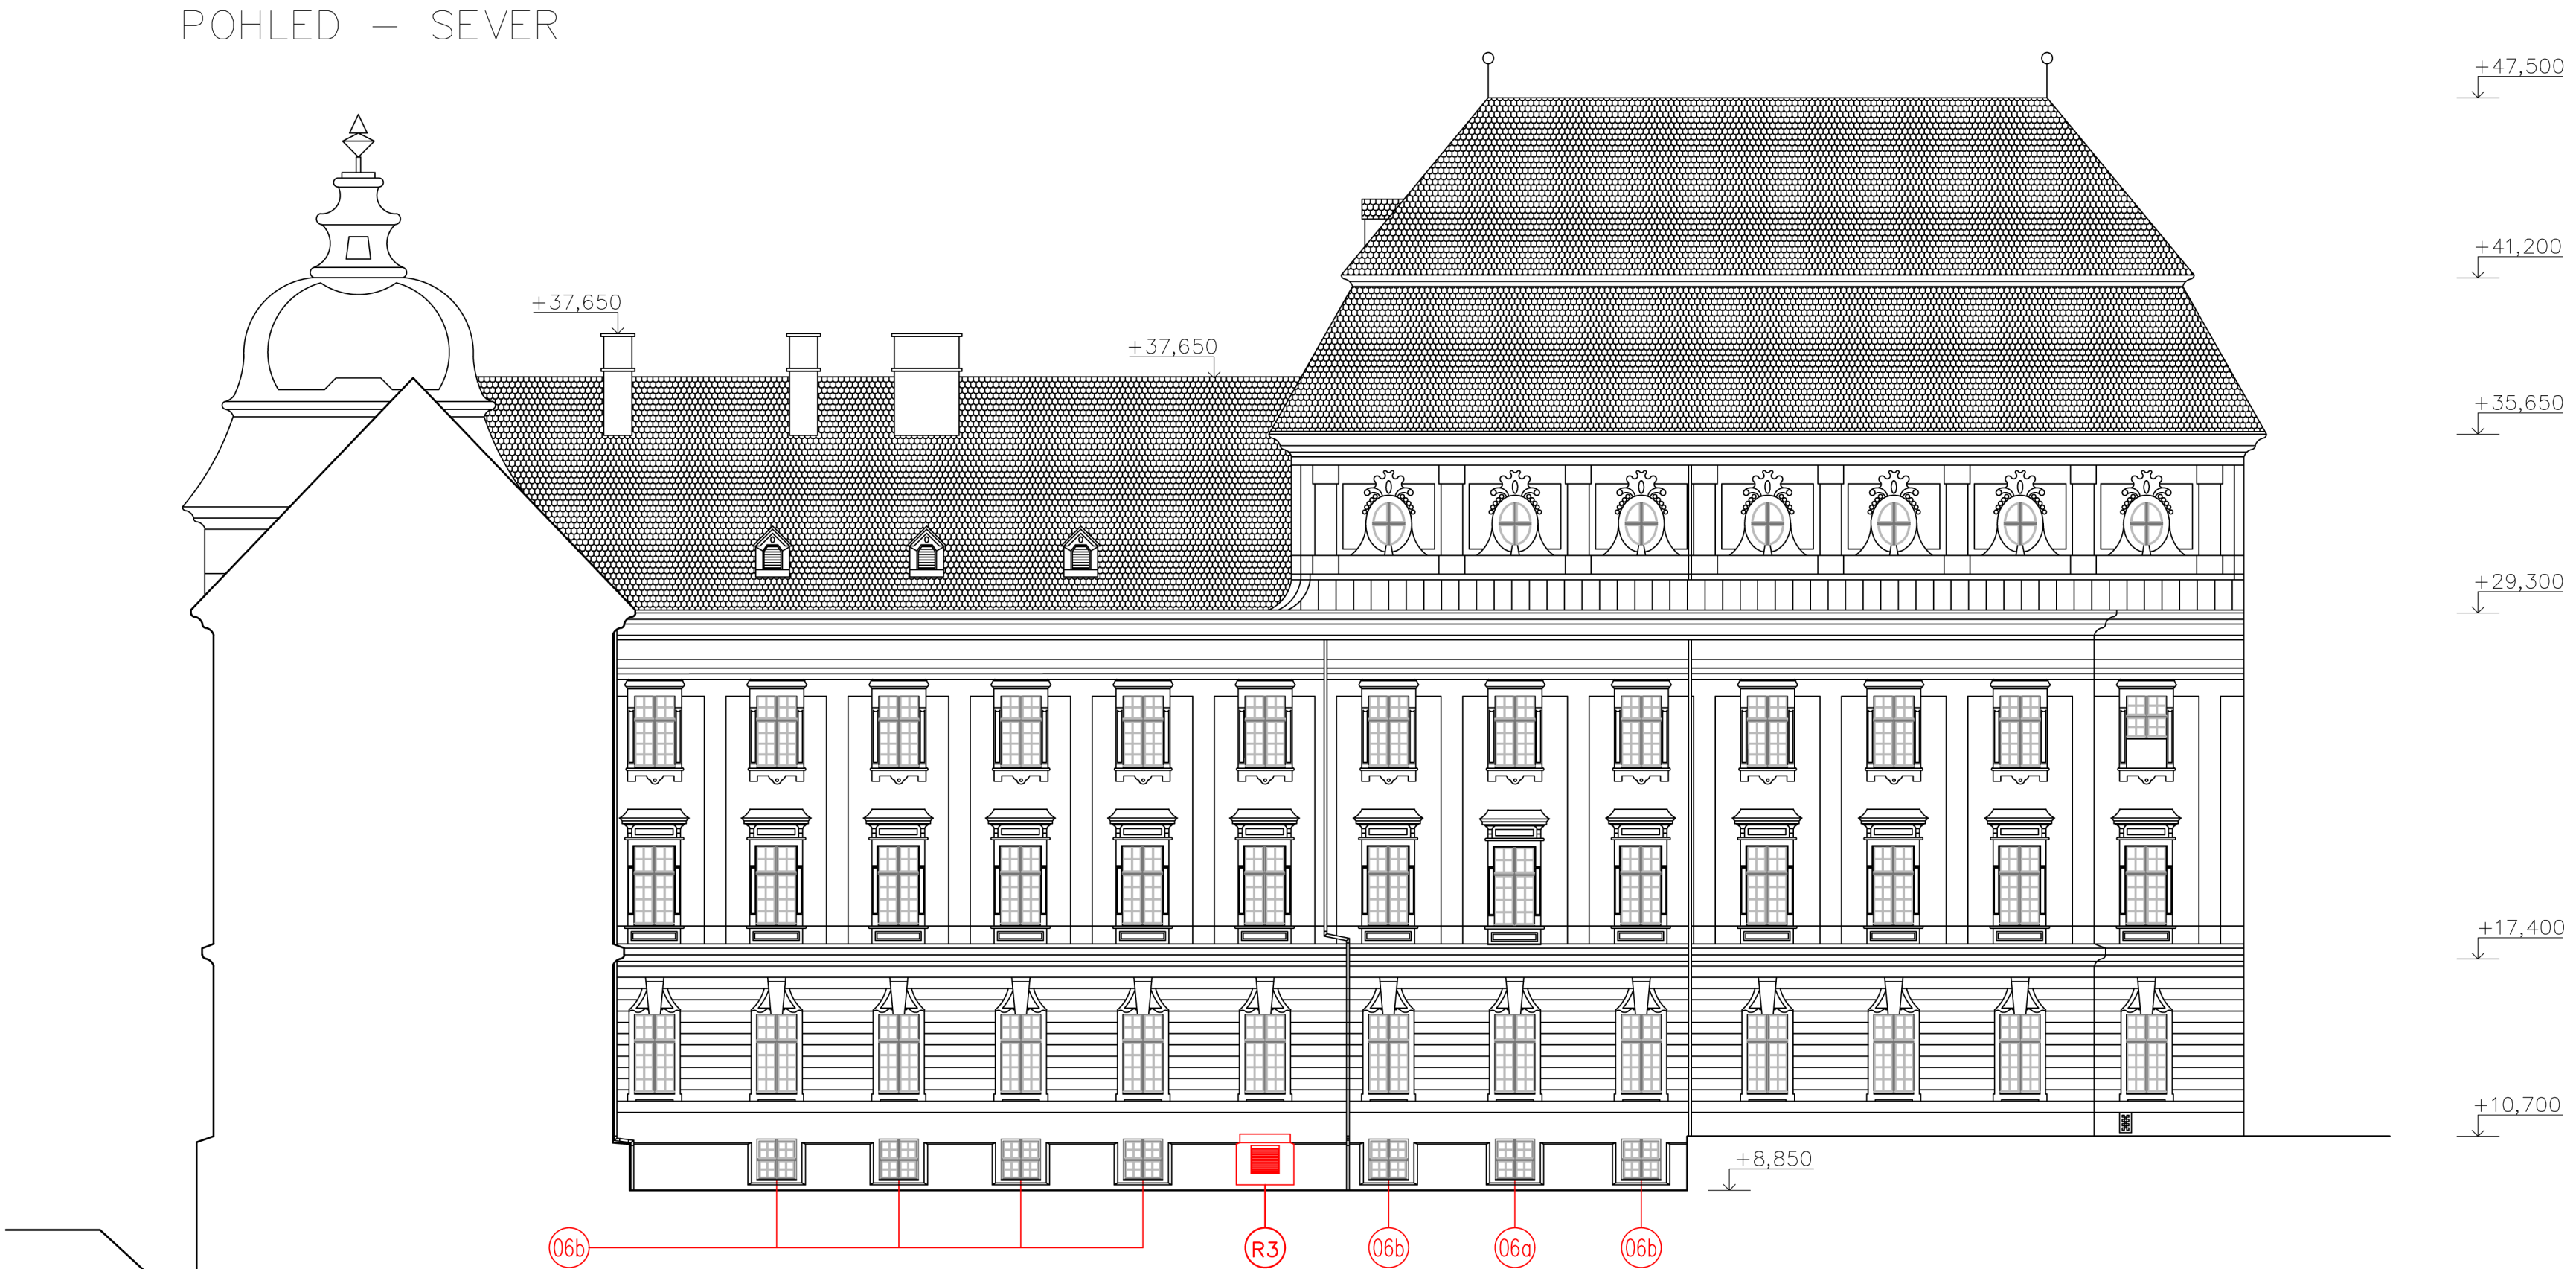 POHLED – SEVER
+47,500
+41,200
+37,650
+37,650
+35,650
+29,300
+17,400
+10,700
+8,850
06b
R3
06b
06a
06b